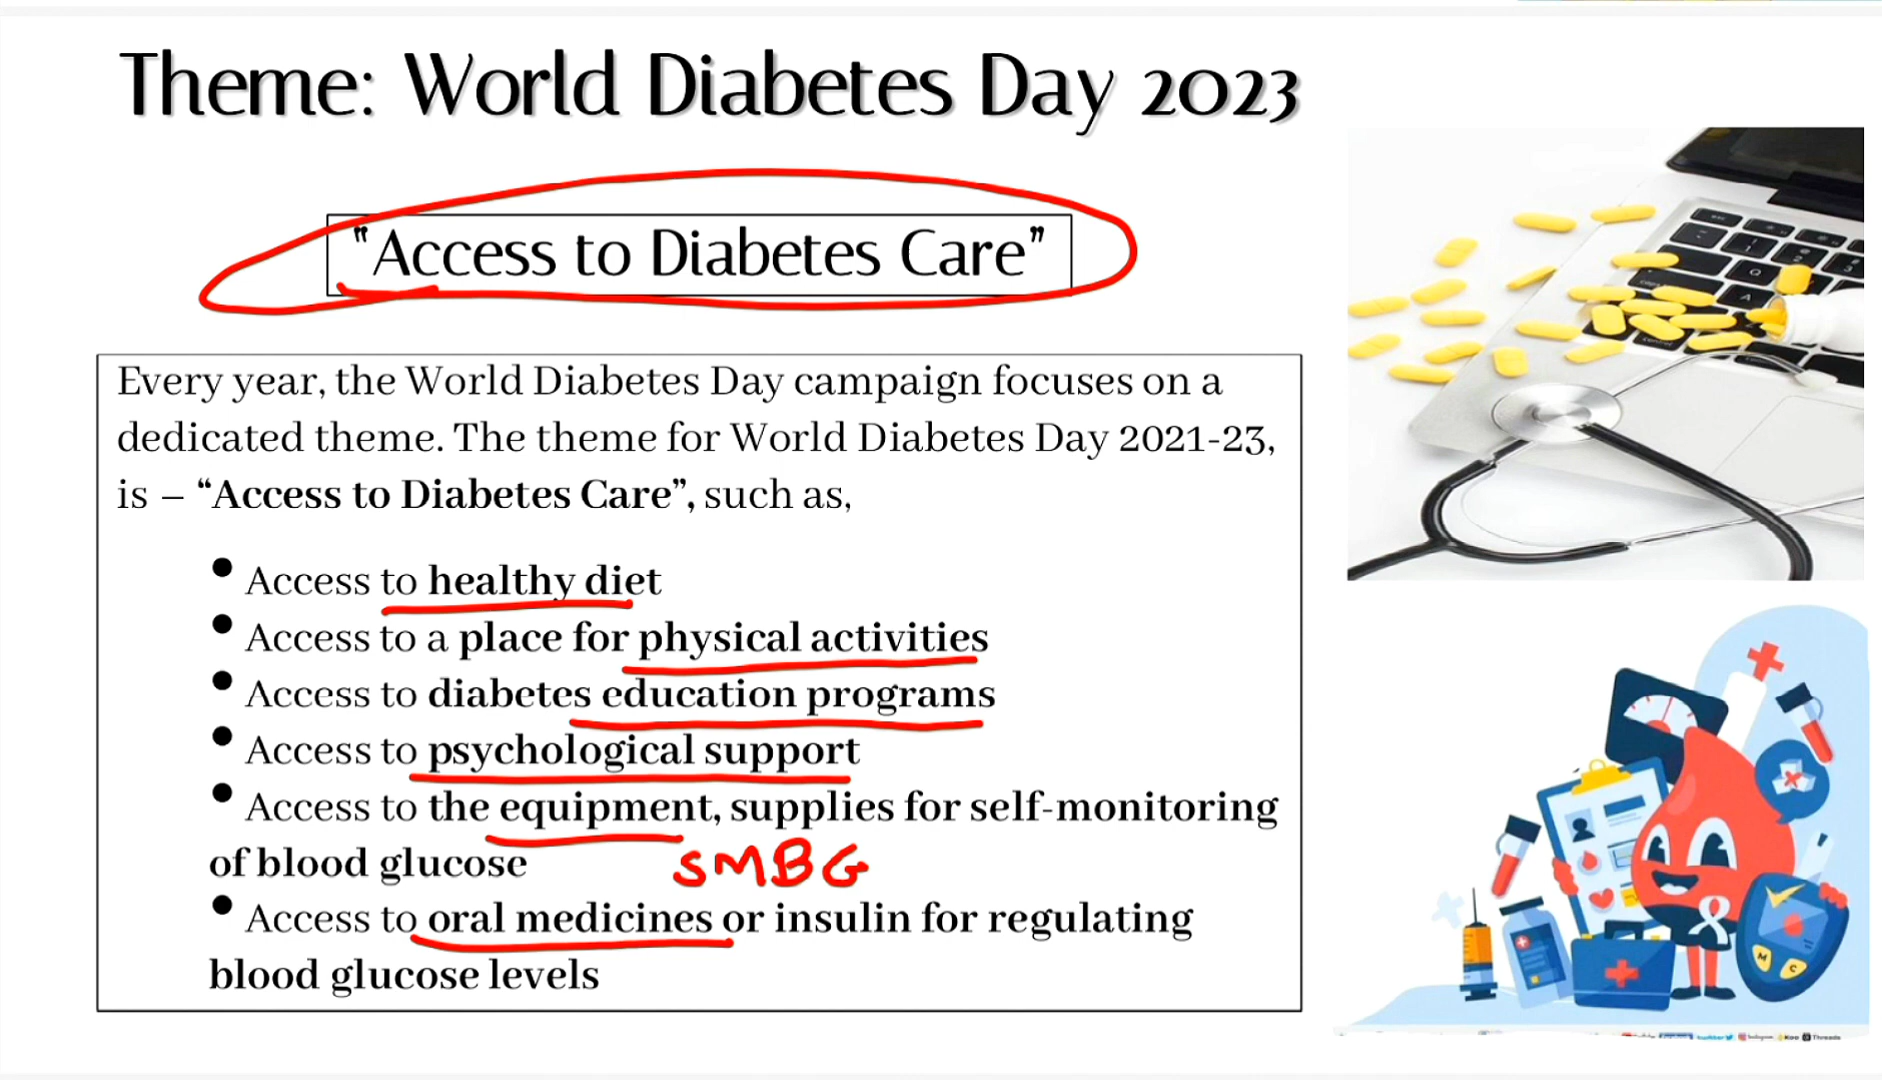 Theme: World Diabetes Day 2023
"Access to Diabetes Care"
Every year, the World Diabetes Day campaign focuses on a
dedicated theme. The theme for World Diabetes Day 2021-23,
is – “Access to Diabetes Care”, such as,
• Access to healthy diet
• Access to a place for physical activities
• Access to diabetes education programs
• Access to psychological support
• Access to the equipment, supplies for self-monitoring
of blood glucose
SMBG
• Access to oral medicines or insulin for regulating
blood glucose levels
M C
Koo Threads